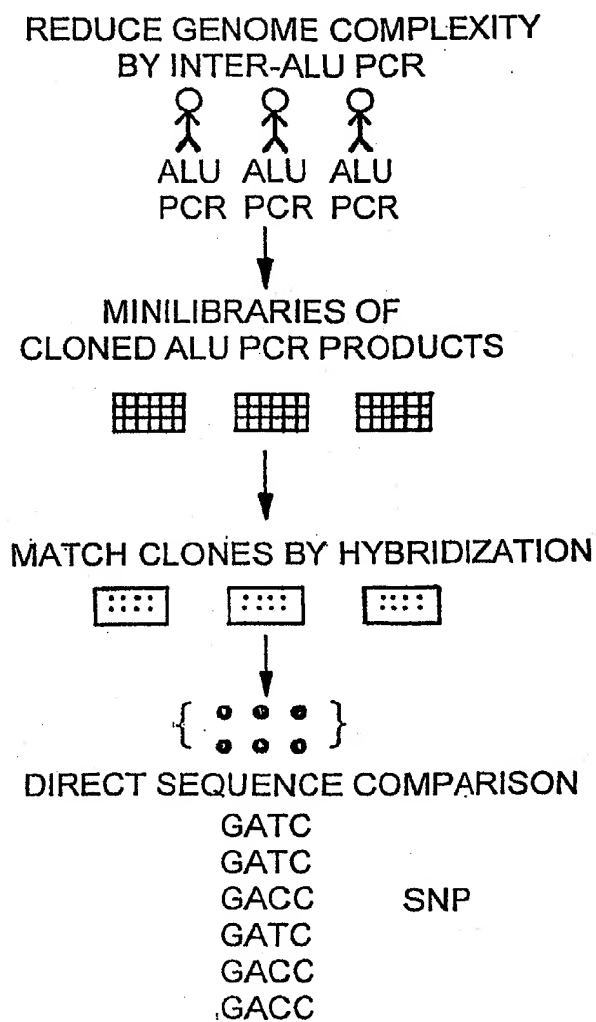 REDUCE GENOME COMPLEXITY
BY INTER-ALU PCR
ALU ALU ALU
PCR PCR PCR
MINILIBRARIES OF
CLONED ALU PCR PRODUCTS
MATCH CLONES BY HYBRIDIZATION
DIRECT SEQUENCE COMPARISON
GATC
GATC
GACC SNP
GATC
GACC
GACC